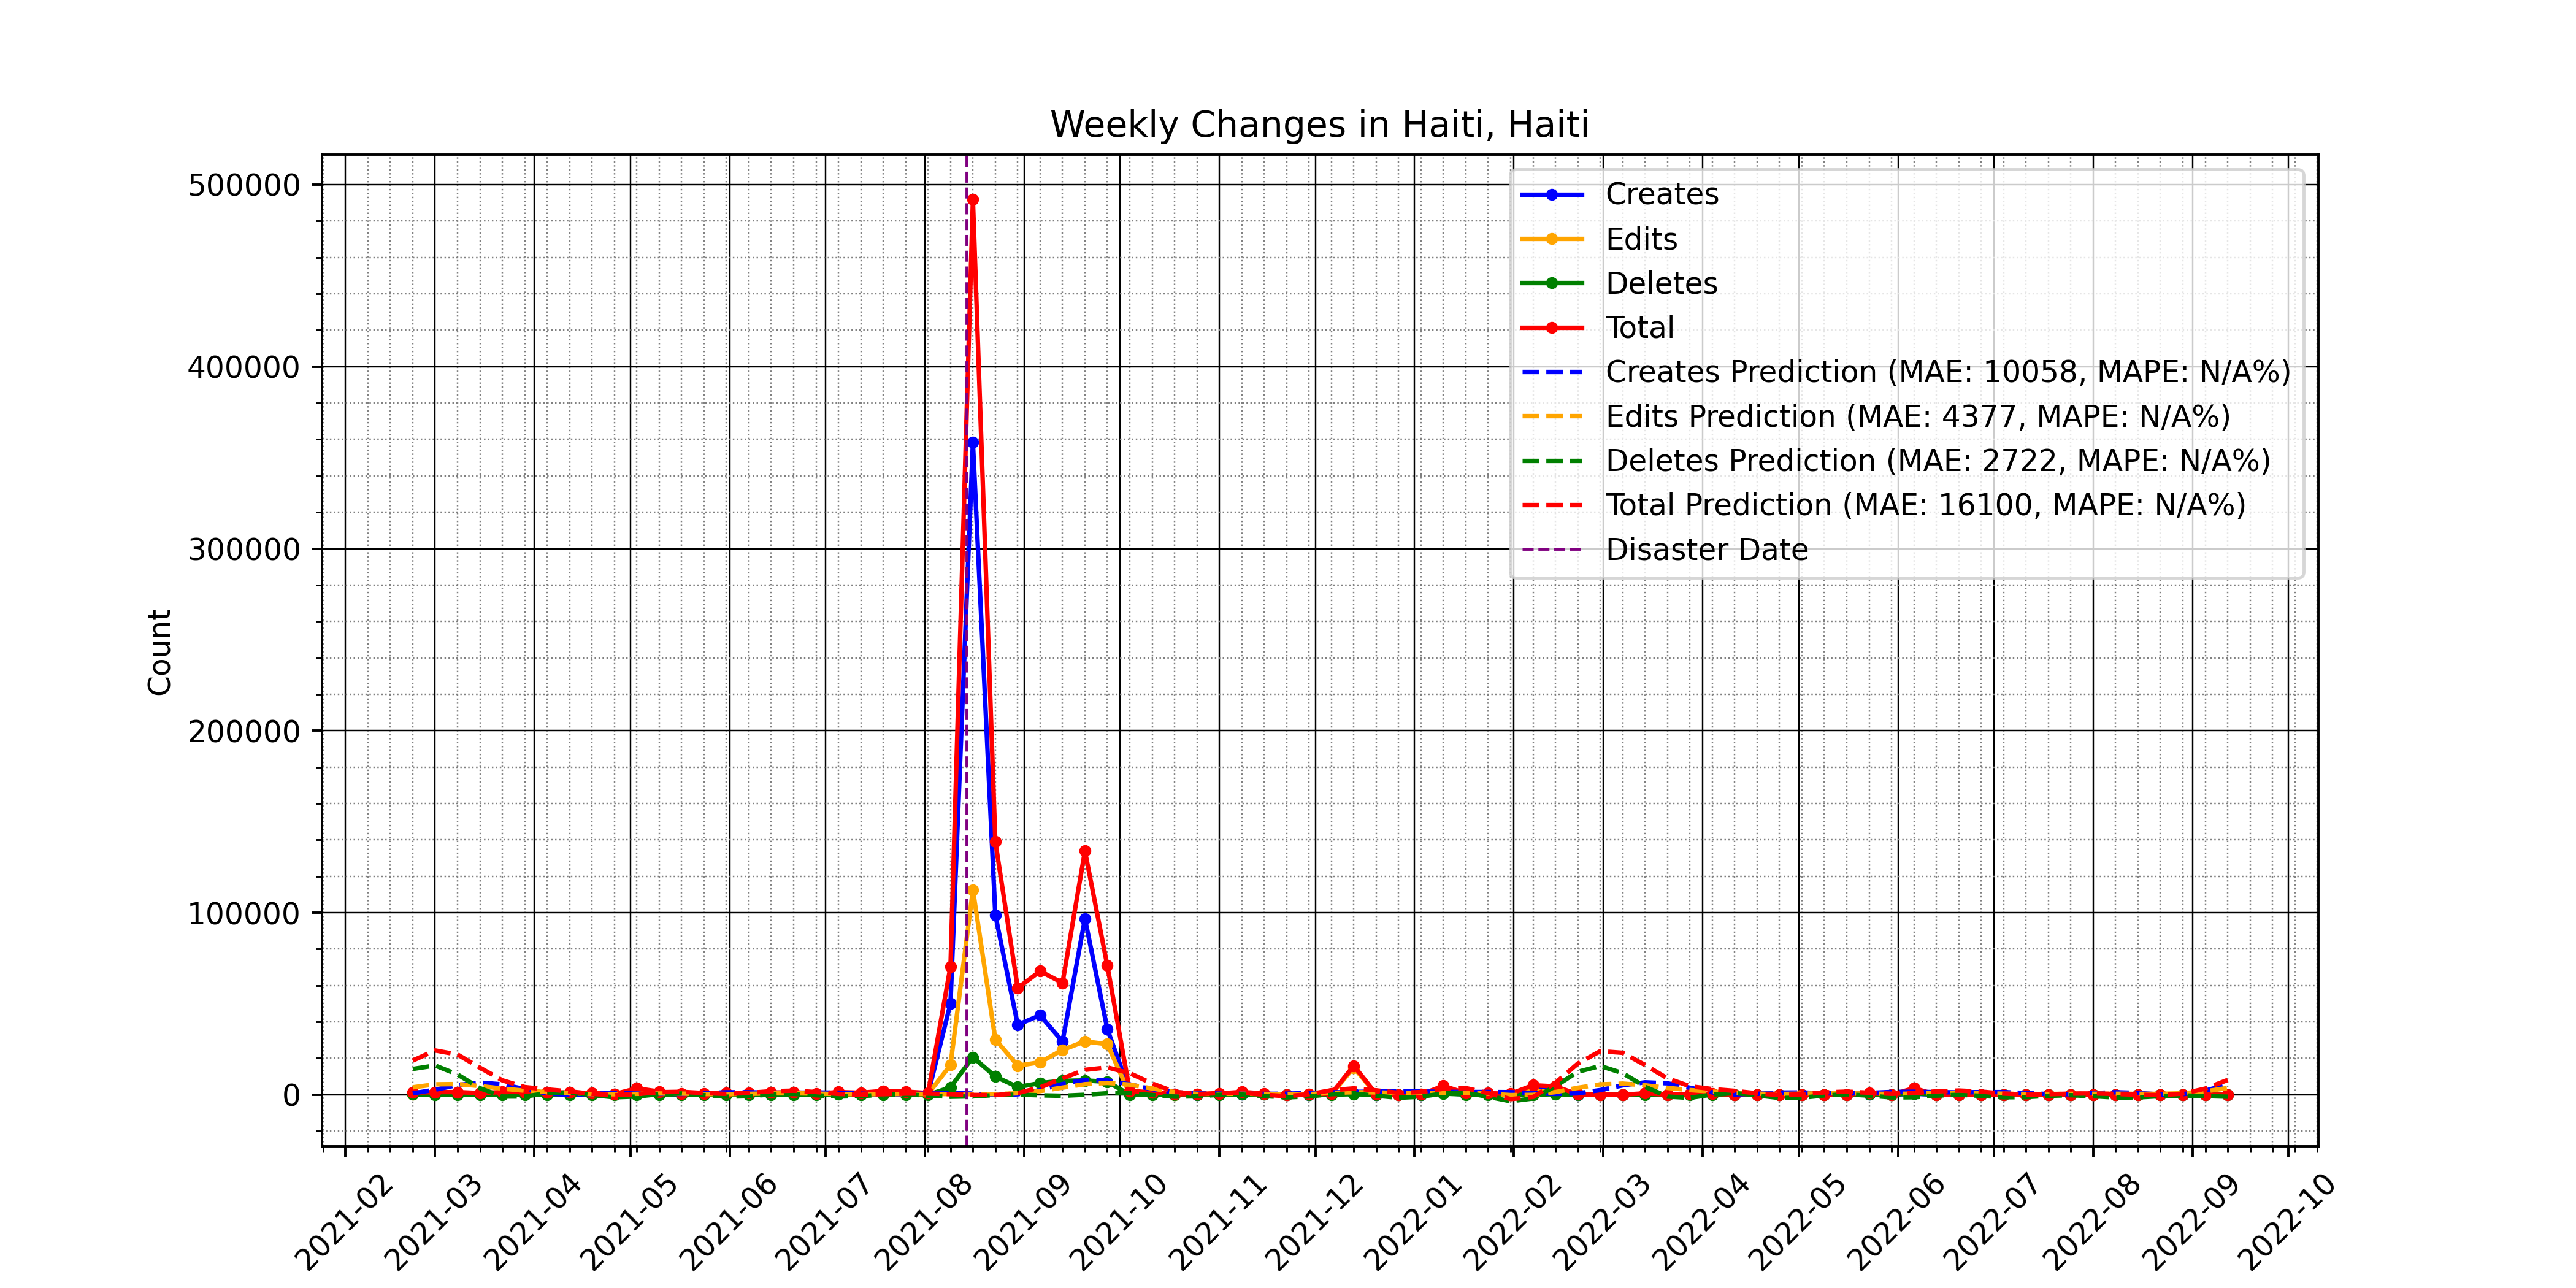 Weekly Changes in Haiti, Haiti
500000
400000
300000
200000
100000
0
Count
Creates
Edits
Deletes
Total
Creates Prediction (MAE: 10058, MAPE: N/A%)
Edits Prediction (MAE: 4377, MAPE: N/A%)
Deletes Prediction (MAE: 2722, MAPE: N/A%)
Total Prediction (MAE: 16100, MAPE: N/A%)
Disaster Date
2021-02
2021-03
2021-04
2021-05
2021-06
2021-07
2021-08
2021-09
2021-10
2021-11
2021-12
2022-01
2022-02
2022-03
2022-04
2022-05
2022-06
2022-07
2022-08
2022-09
2022-10